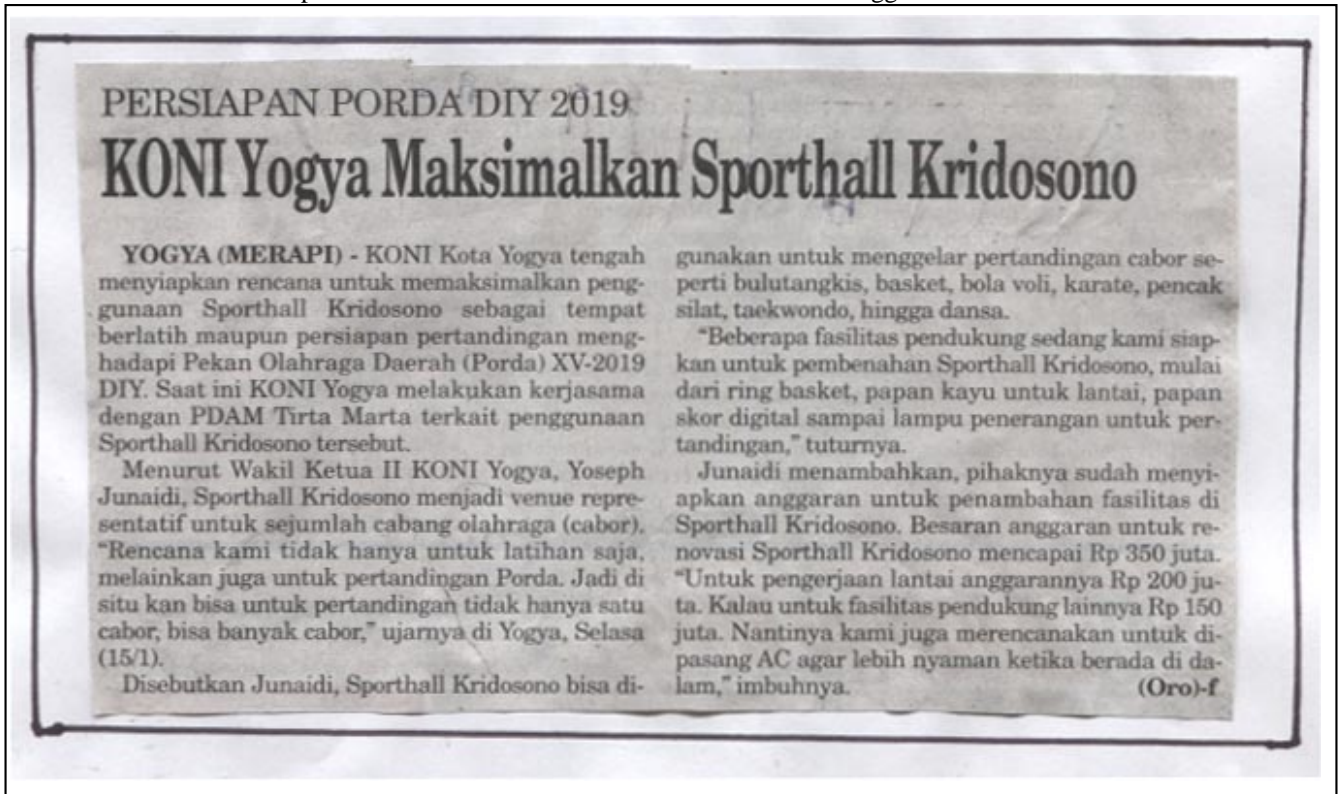 PERSIAPAN PORDA DIY 2019
KONI Yogya Maksimalkan Sporthall Kridosono
YOGYA (MERAPI) - KONI Kota Yogya tengah
menyiapkan rencana untuk memaksimalkan peng-
gunaan Sporthall Kridosono sebagai tempat
berlatih maupun persiapan pertandingan meng-
hadapi Pekan Olahraga Daerah (Porda) XV-2019
DIY. Saat ini KONI Yogya melakukan kerjasama
dengan PDAM Tirta Marta terkait penggunaan
Sporthall Kridosono tersebut.
Menurut Wakil Ketua II KONI Yogya, Yoseph
Junaidi, Sporthall Kridosono menjadi venue repre-
sentatif untuk sejumlah cabang olahraga (cabor).
"Rencana kami tidak hanya untuk latihan saja,
melainkan juga untuk pertandingan Porda. Jadi di
situ kan bisa untuk pertandingan tidak hanya satu
cabor, bisa banyak cabor," ujarnya di Yogya, Selasa
(15/1).
Disebutkan Junaidi, Sporthall Kridosono bisa di-
gunakan untuk menggelar pertandingan cabor se-
perti bulutangkis, basket, bola voli, karate, pencak
silat, taekwondo, hingga dansa.
"Beberapa fasilitas pendukung sedang kami siap-
kan untuk pembenahan Sporthall Kridosono, mulai
dari ring basket, papan kayu untuk lantai, papan
skor digital sampai lampu penerangan untuk per-
tandingan," tuturnya.
Junaidi menambahkan, pihaknya sudah menyi-
apkan anggaran untuk penambahan fasilitas di
Sporthall Kridosono. Besaran anggaran untuk re-
novasi Sporthall Kridosono mencapai Rp 350 juta.
"Untuk pengerjaan lantai anggarannya Rp 200 ju-
ta. Kalau untuk fasilitas pendukung lainnya Rp 150
juta. Nantinya kami juga merencanakan untuk di-
pasang AC agar lebih nyaman ketika berada di da-
lam," imbuhnya. (Oro)-f